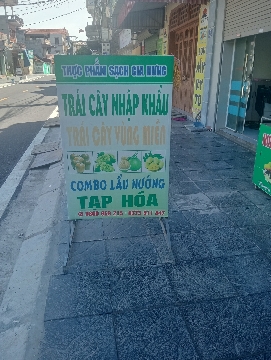 THỰC PHẨM SẠCH GIA HƯNG
TRÁI CÂY NHẬP KHẨU
TRÁI CÂY VÙNG MIỀN
COMBO LẨU NƯỚNG
TẠP HÓA